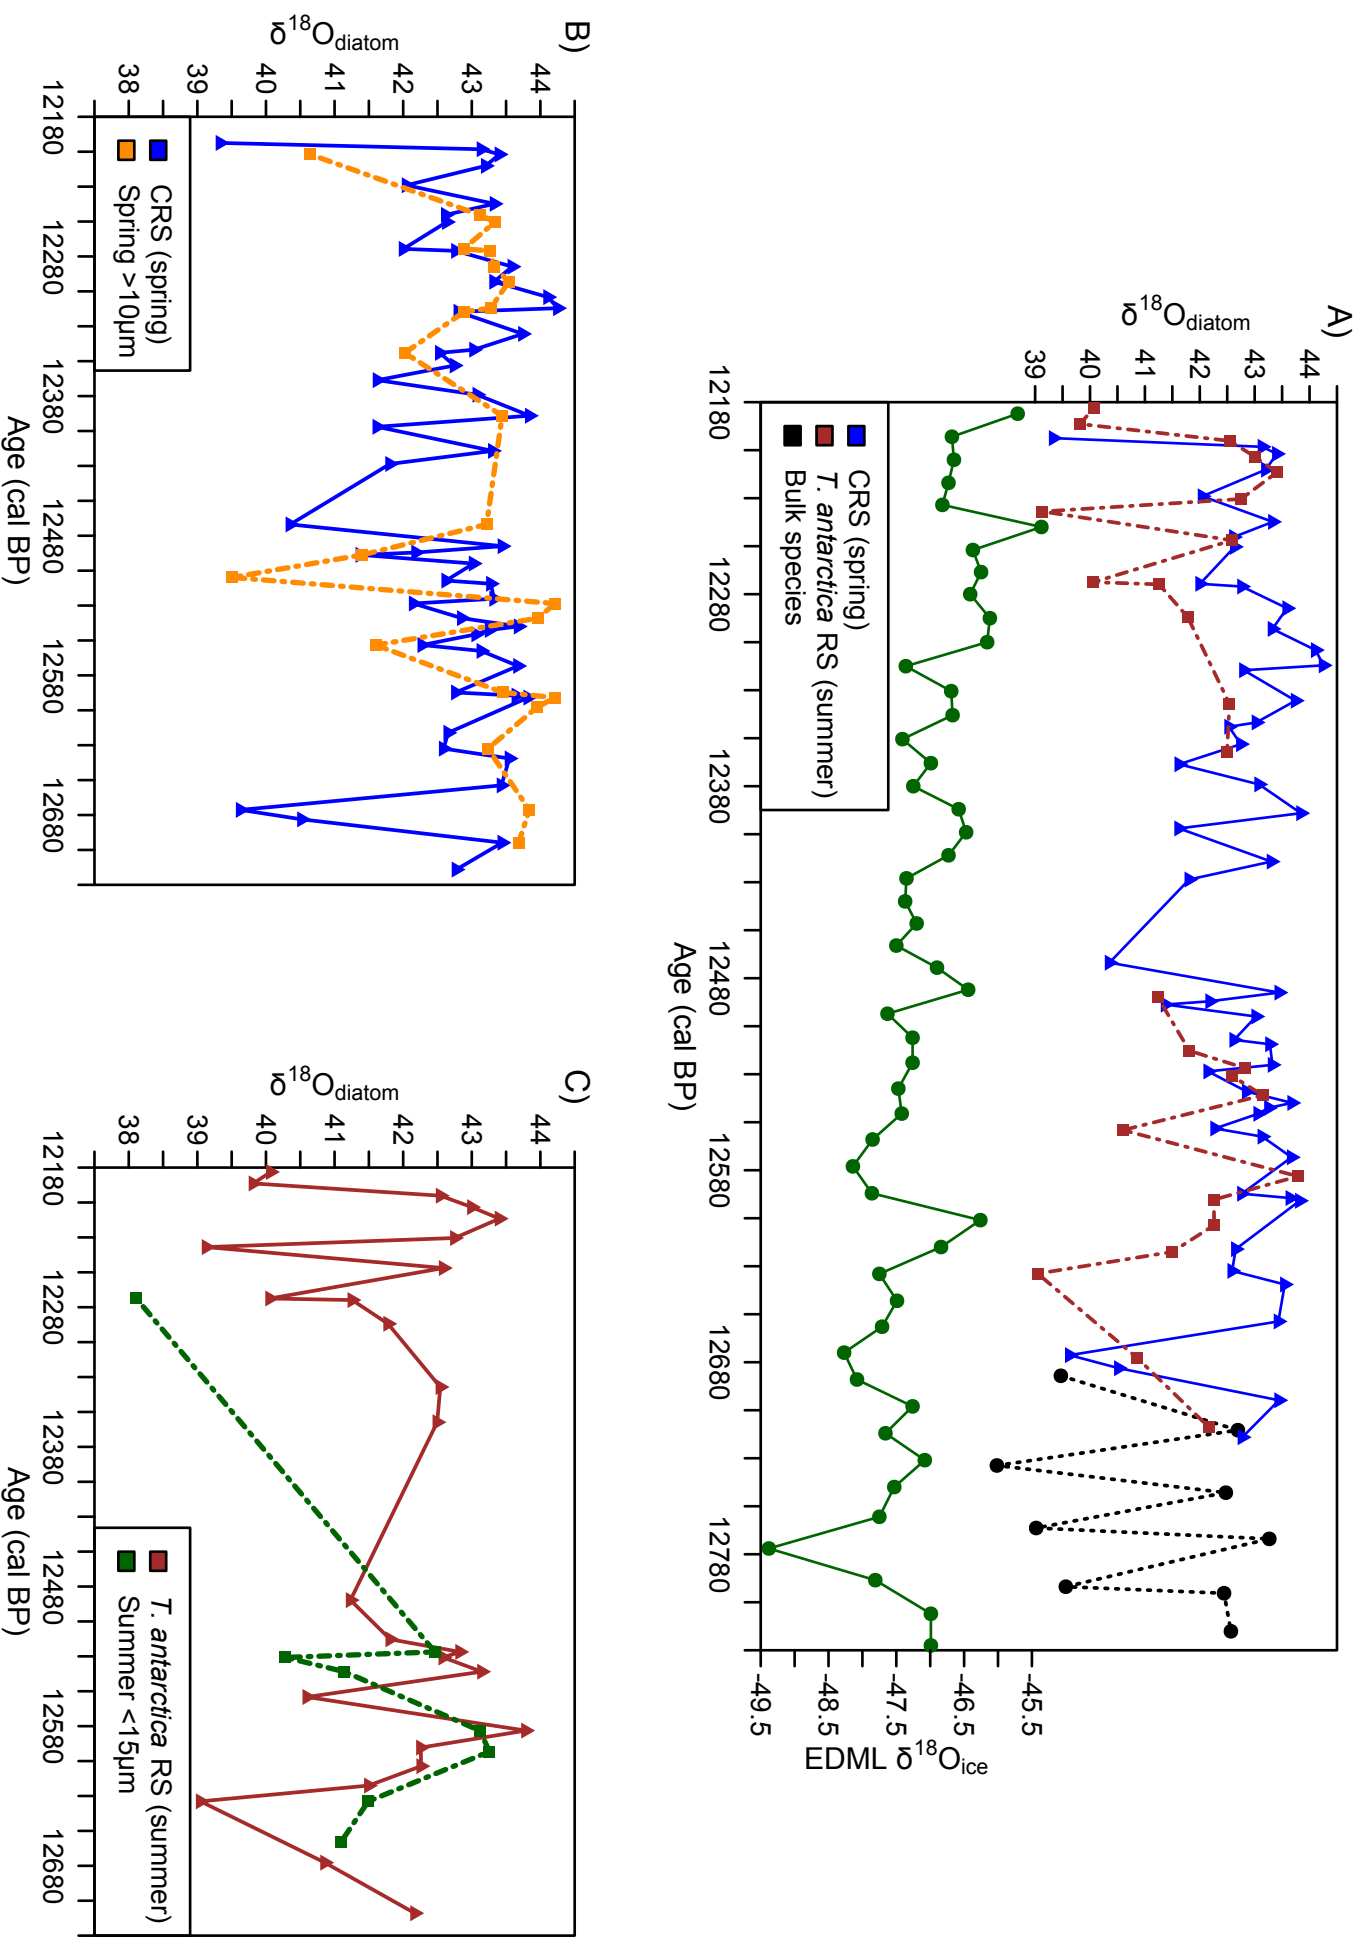 A)
δ18Odiatom
44
43
42
41
40
39
CRS (spring)
T. antarctica RS (summer)
Bulk species
-45.5
-46.5
-47.5
-48.5
-49.5
EDML δ18Oice
12180 12280 12380 12480 12580 12680 12780
Age (cal BP)
B)
δ18Odiatom
44
43
42
41
40
39
38
CRS (spring)
Spring >10µm
12180 12280 12380 12480 12580 12680
Age (cal BP)
C)
δ18Odiatom
44
43
42
41
40
39
38
T. antarctica RS (summer)
Summer <15µm
12180 12280 12380 12480 12580 12680
Age (cal BP)